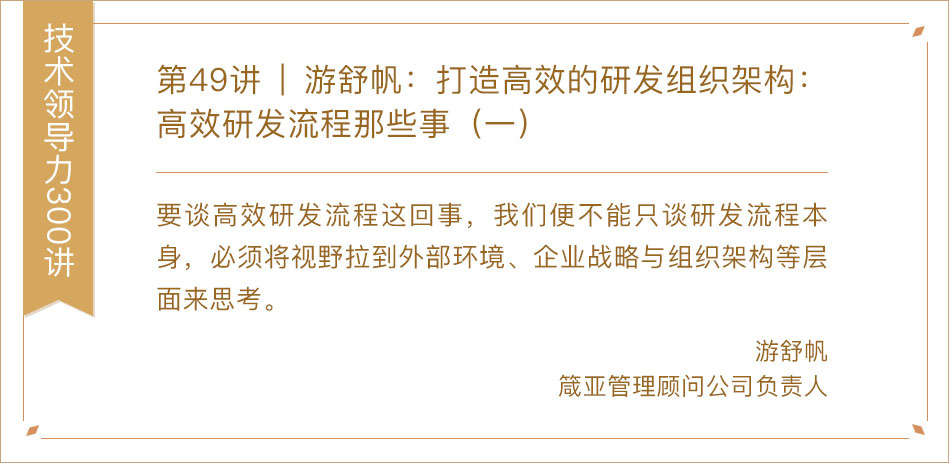 技术领导力300讲
第49讲 | 游舒帆：打造高效的研发组织架构：
高效研发流程那些事（一）
要谈高效研发流程这回事，我们便不能只谈研发流程本
身，必须将视野拉到外部环境、企业战略与组织架构等层
面来思考。
游舒帆
箴亚管理顾问公司负责人